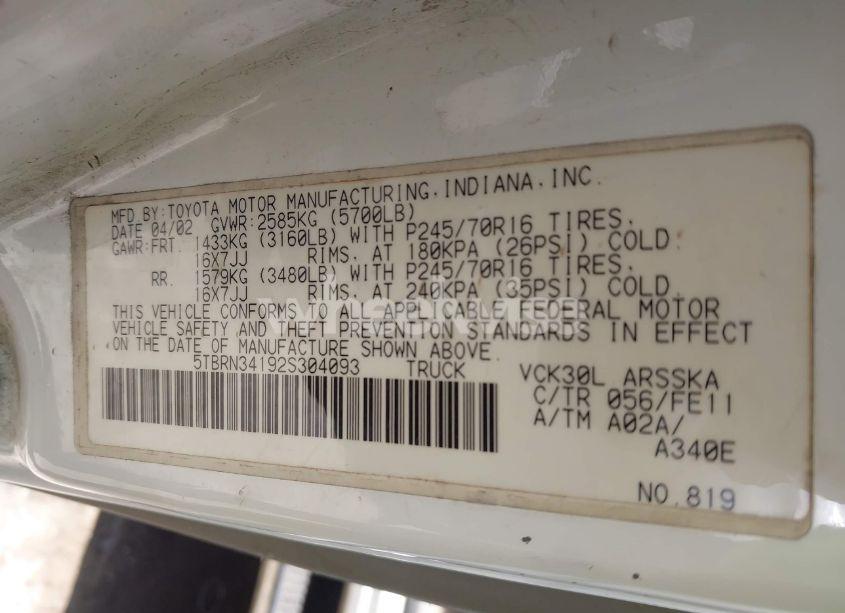 MFD BY:TOYOTA MOTOR MANUFACTURING,INDIANA,INC.
DATE 04/02 GVWR:2585KG (5700LB)
GAWR:FRT. 1433KG (3160LB) WITH P245/70R16 TIRES,
16X7JJ RIMS, AT 180KPA (26PSI) COLD.
RR. 1579KG (3480LB) WITH P245/70R16 TIRES,
16X7JJ RIMS, AT 240KPA (35PSI) COLD.
THIS VEHICLE CONFORMS TO ALL APPLICABLE FEDERAL MOTOR
VEHICLE SAFETY AND THEFT PREVENTION STANDARDS IN EFFECT
ON THE DATE OF MANUFACTURE SHOWN ABOVE.
5TBRN34192S304093 TRUCK
VCK30L ARSSKA
C/TR 056/FE11
A/TM A02A/
A340E
NO.819